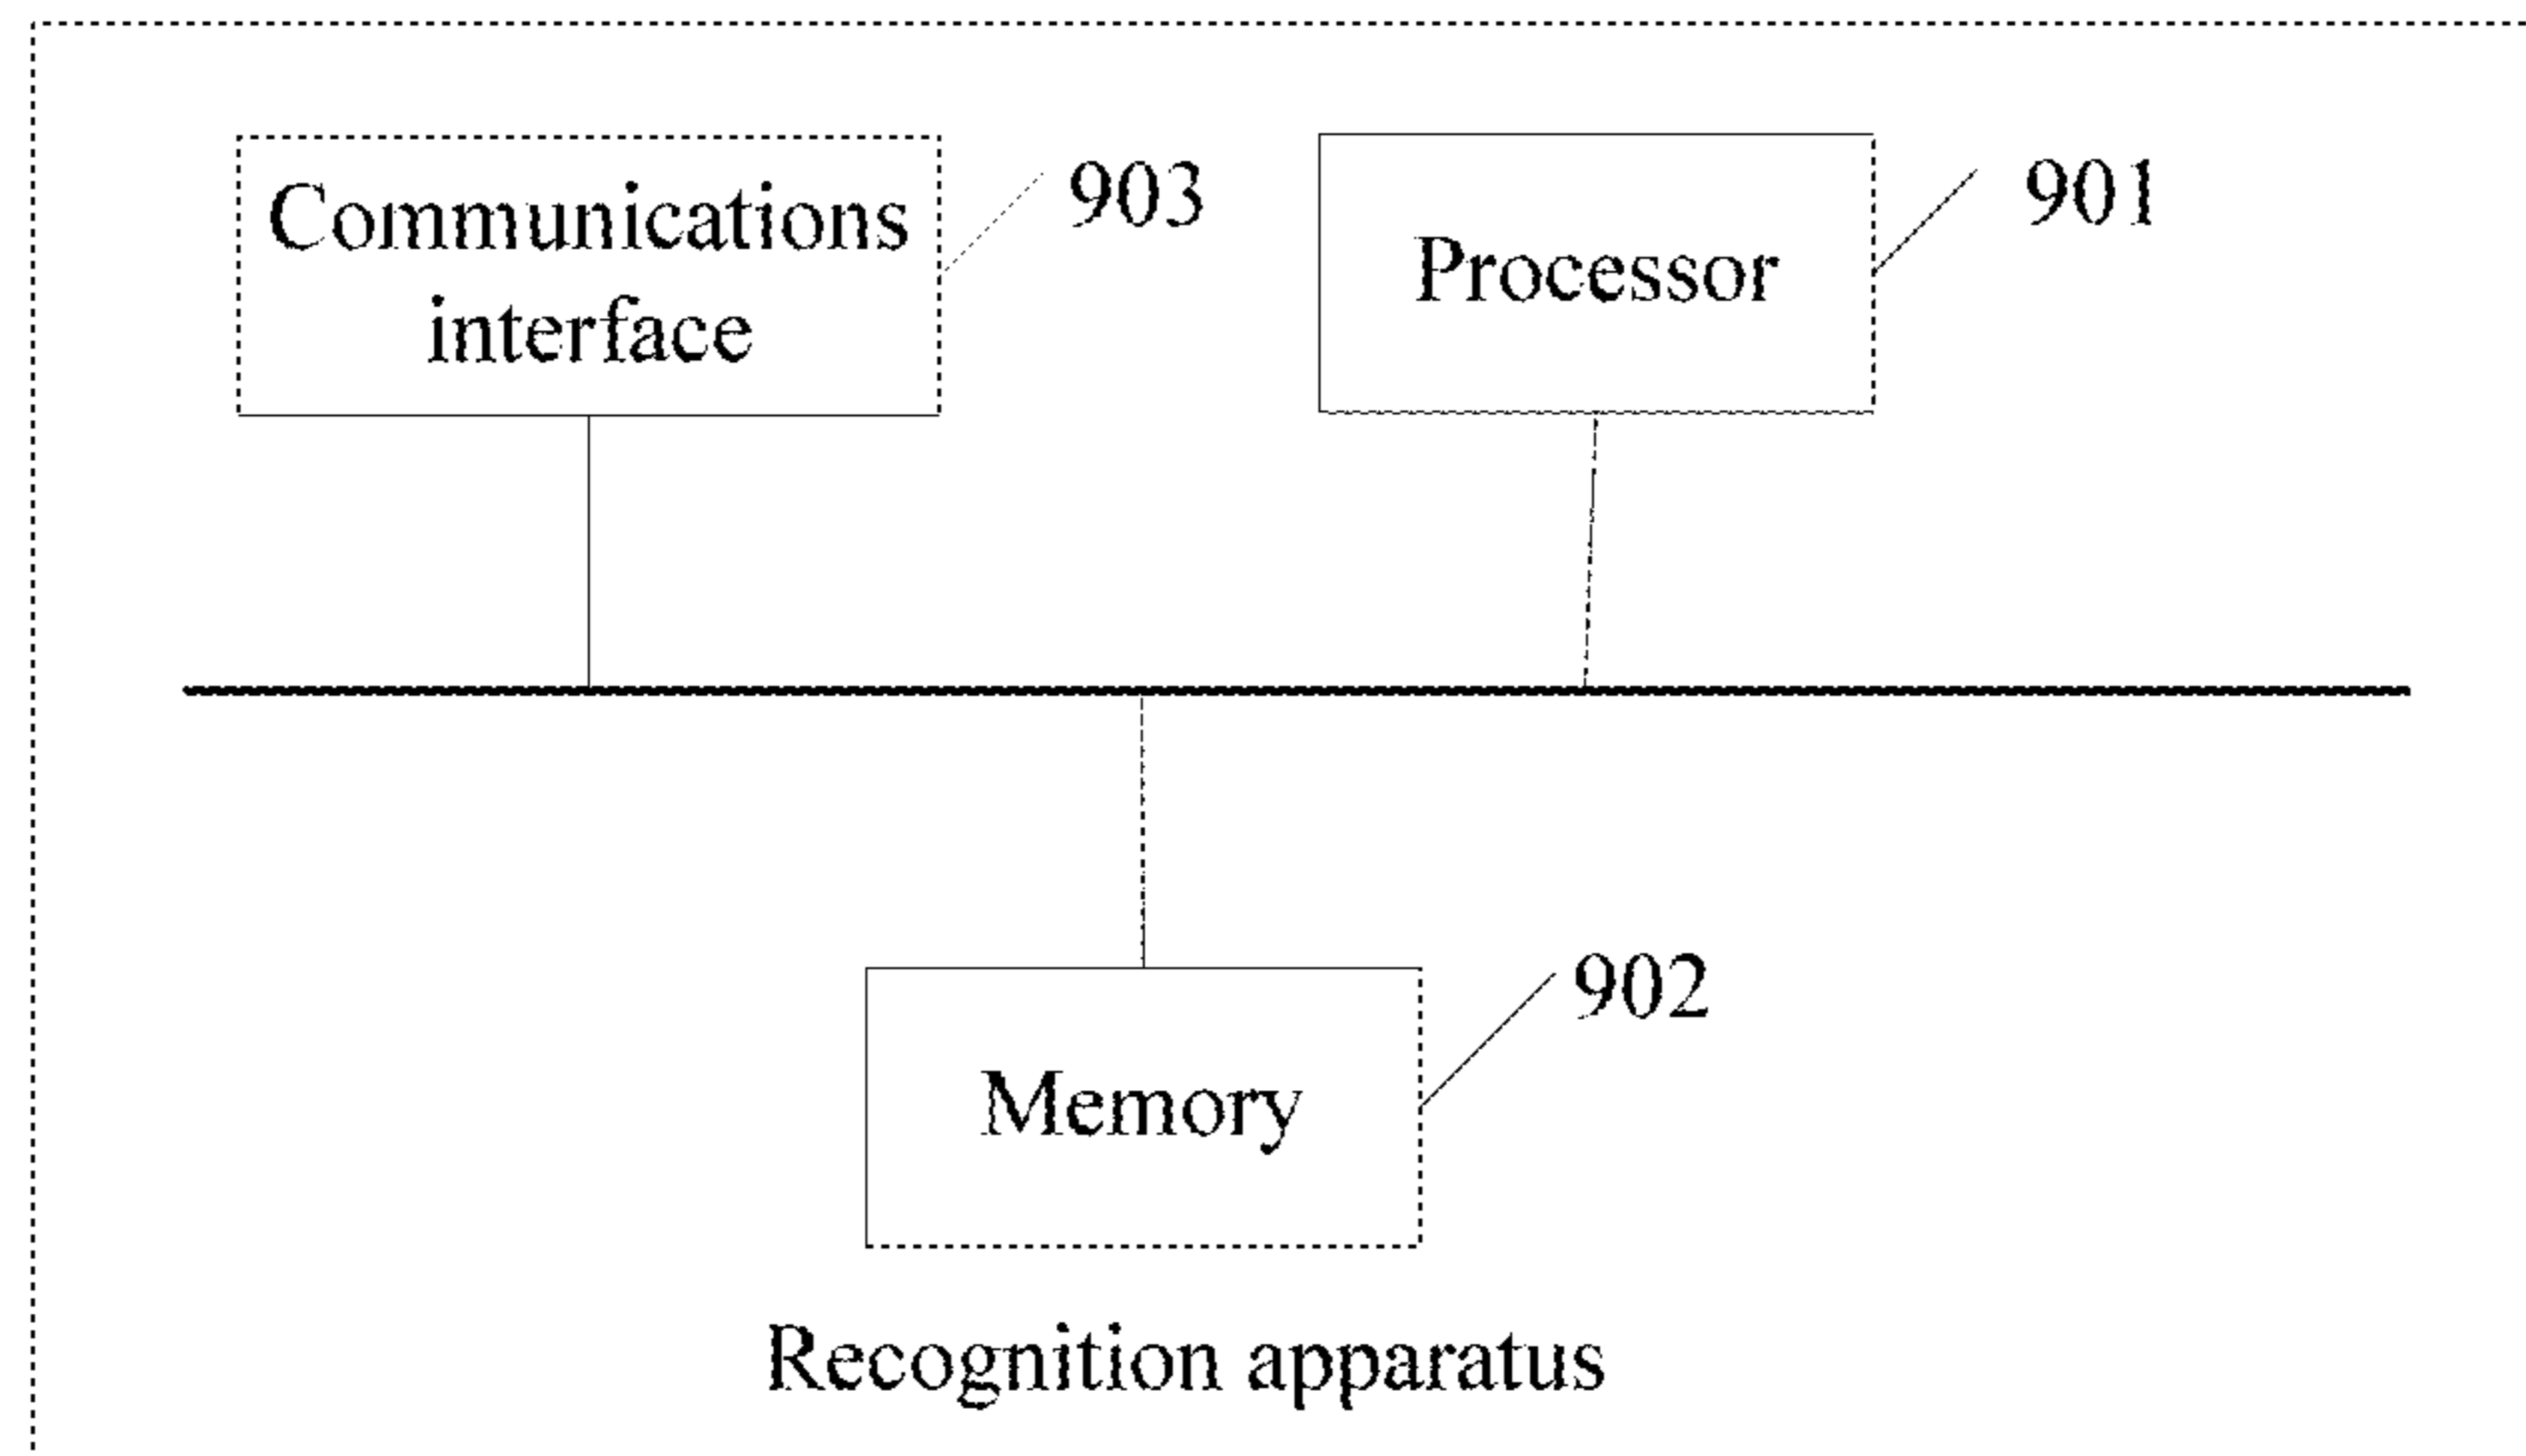 Communications
interface
903
Processor
901
Memory
902
Recognition apparatus